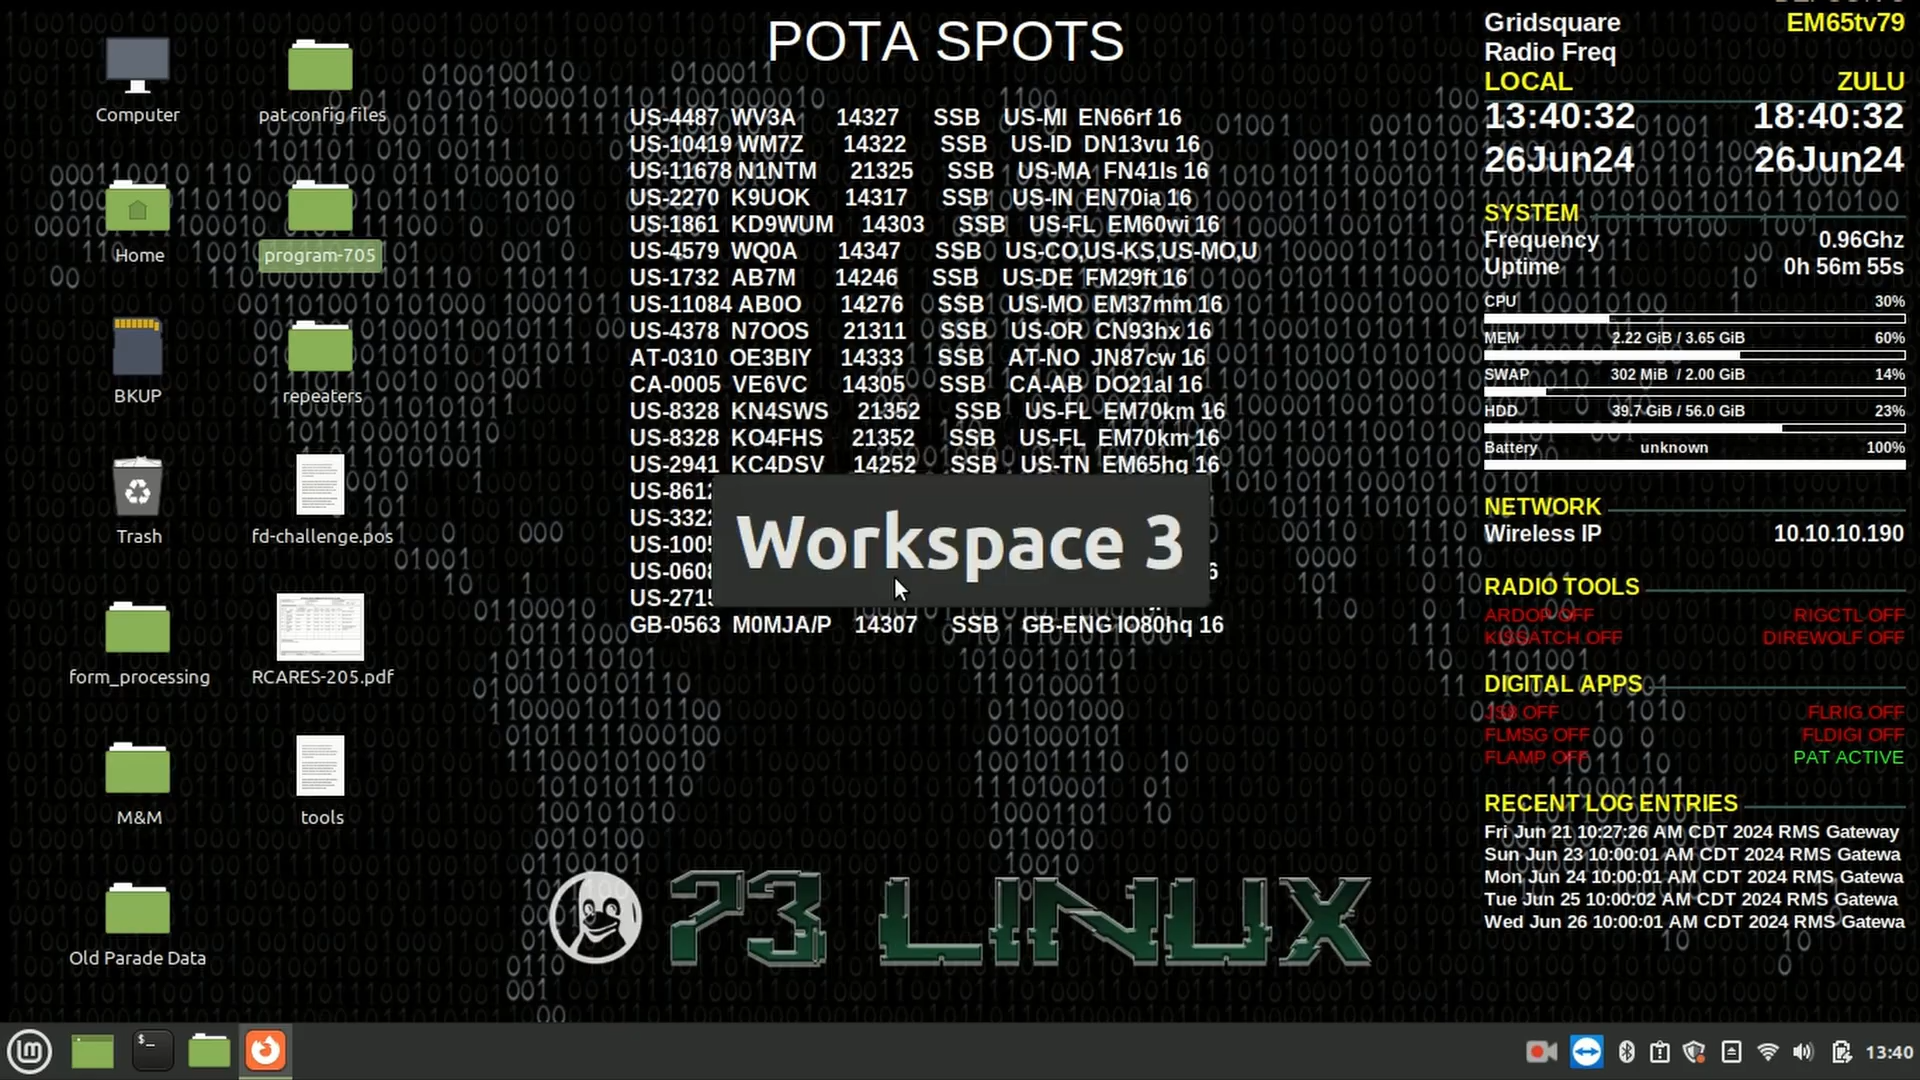 POTA SPOTS
US-4487 WV3A 14327 SSB US-MI EN66rf 16
US-10419 WM7Z 14322 SSB US-ID DN13vu 16
US-11678 N1NTM 21325 SSB US-MA FN41ls 16
US-2270 K9UOK 14317 SSB US-IN EN70ia 16
US-1861 KD9WUM 14303 SSB US-FL EM60wi 16
US-4579 WQ0A 14347 SSB US-CO,US-KS,US-MO,U
US-1732 AB7M 14246 SSB US-DE FM29ft 16
US-11084 AB0O 14276 SSB US-MO EM37mm 16
US-4378 N7OOS 21311 SSB US-OR CN93hx 16
AT-0310 OE3BIY 14333 SSB AT-NO JN87cw 16
CA-0005 VE6VC 14305 SSB CA-AB DO21al 16
US-8328 KN4SWS 21352 SSB US-FL EM70km 16
US-8328 KO4FHS 21352 SSB US-FL EM70km 16
US-2941 KC4DSV 14252 SSB US-TN EM65hg 16
US-861
US-332
US-100
US-060
US-271
GB-0563 M0MJA/P 14307 SSB GB-ENG IO80hq 16
Workspace 3
Computer
pat config files
Home
program-705
BKUP
repeaters
Trash
fd-challenge.pos
form_processing
RCARES-205.pdf
M&M
tools
Old Parade Data
73 LINUX
Gridsquare EM65tv79
Radio Freq
LOCAL ZULU
13:40:32 18:40:32
26Jun24 26Jun24
SYSTEM
Frequency 0.96Ghz
Uptime 0h 56m 55s
CPU 30%
MEM 2.22 GiB / 3.65 GiB 60%
SWAP 302 MiB / 2.00 GiB 14%
HDD 39.7 GiB / 56.0 GiB 23%
Battery unknown 100%
NETWORK
Wireless IP 10.10.10.190
RADIO TOOLS
ARDOP OFF RIGCTL OFF
KISSATCH OFF DIREWOLF OFF
DIGITAL APPS
JS8 OFF FLRIG OFF
FLMSG OFF FLDIGI OFF
FLAMP OFF PAT ACTIVE
RECENT LOG ENTRIES
Fri Jun 21 10:27:26 AM CDT 2024 RMS Gateway
Sun Jun 23 10:00:01 AM CDT 2024 RMS Gatewa
Mon Jun 24 10:00:01 AM CDT 2024 RMS Gatewa
Tue Jun 25 10:00:02 AM CDT 2024 RMS Gatewa
Wed Jun 26 10:00:01 AM CDT 2024 RMS Gatewa
13:40